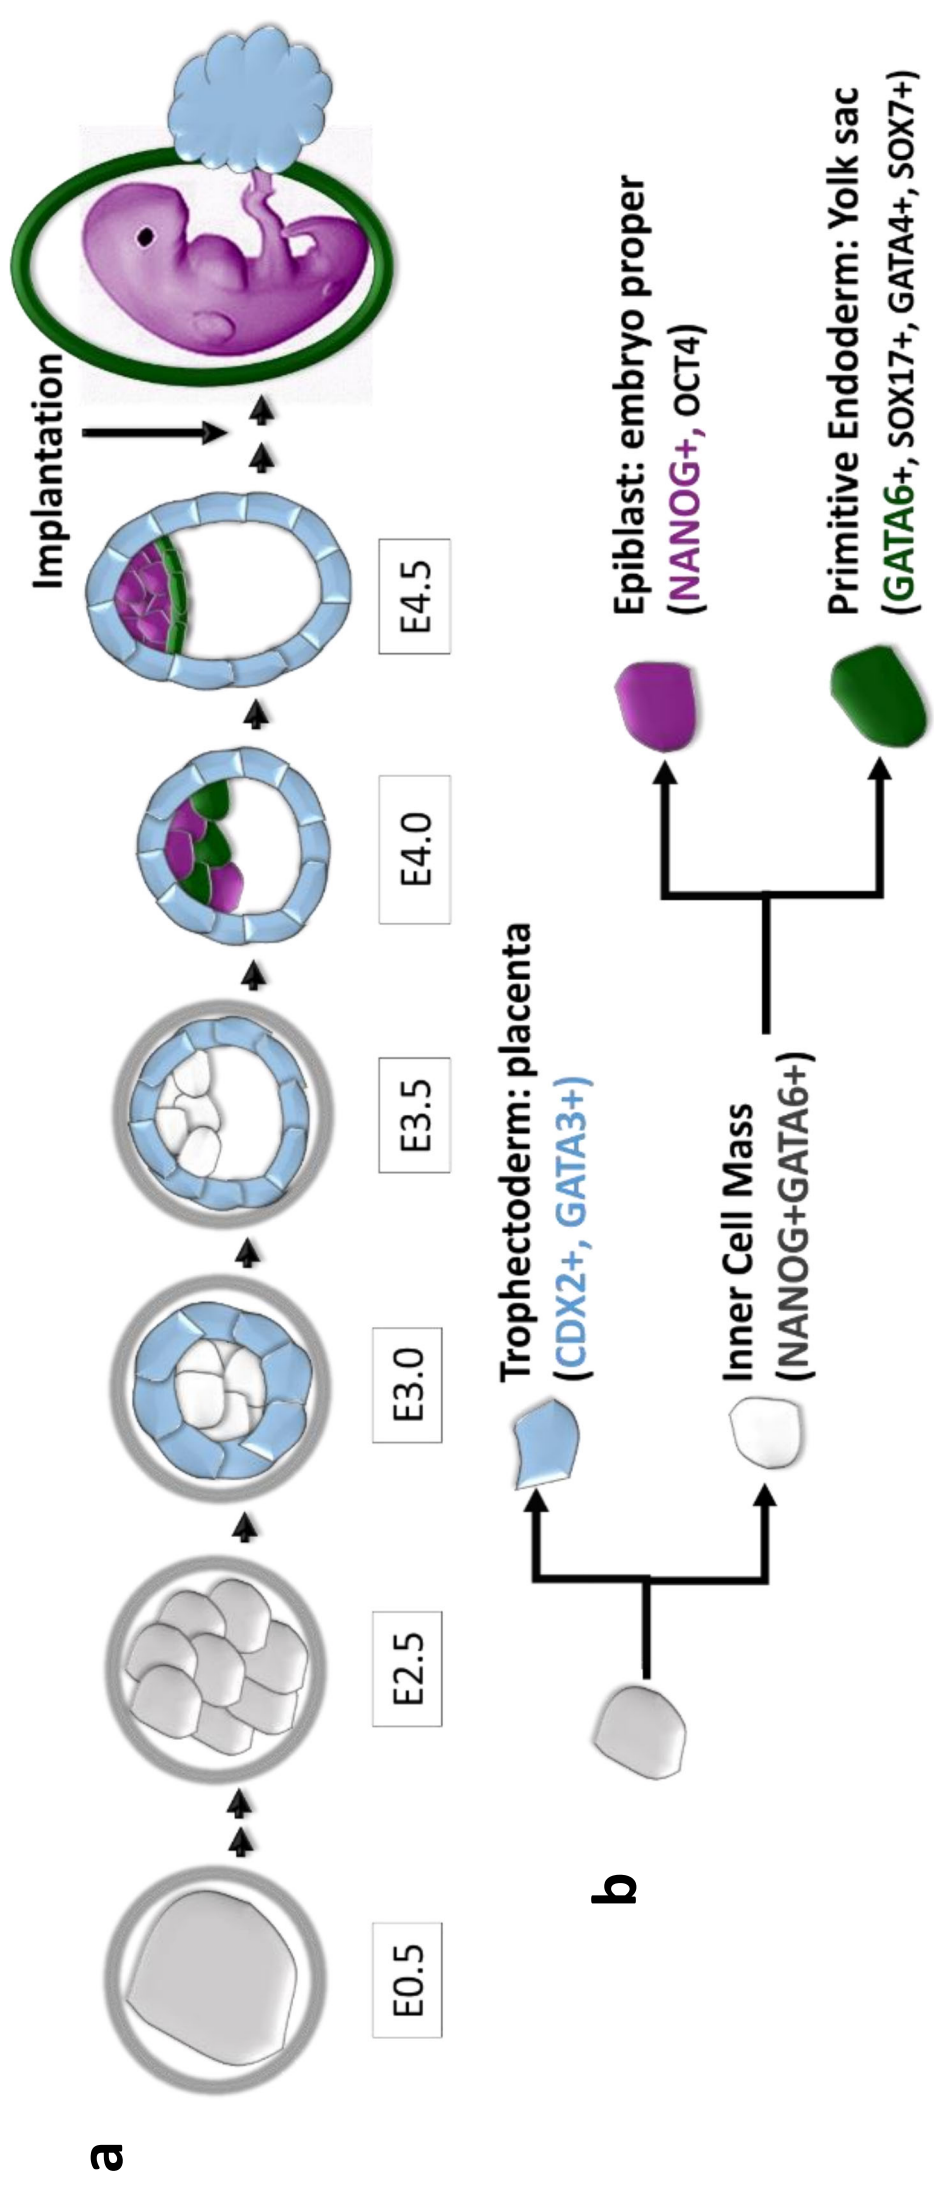 a
Implantation
E0.5
E2.5
E3.0
E3.5
E4.0
E4.5
b
Trophectoderm: placenta
(CDX2+, GATA3+)
Inner Cell Mass
(NANOG+GATA6+)
Epiblast: embryo proper
(NANOG+, OCT4)
Primitive Endoderm: Yolk sac
(GATA6+, SOX17+, GATA4+, SOX7+)